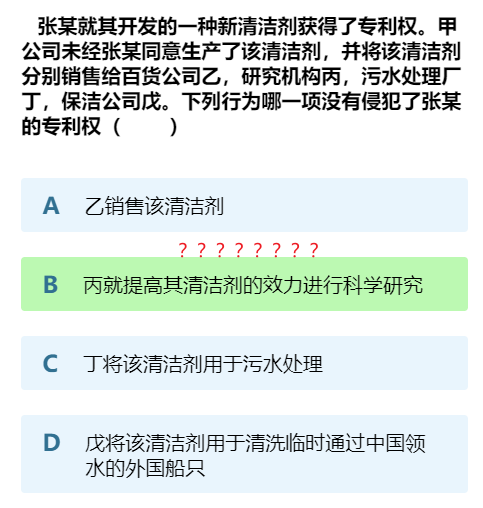 张某就其开发的一种新清洁剂获得了专利权。甲
公司未经张某同意生产了该清洁剂，并将该清洁剂
分别销售给百货公司乙，研究机构丙，污水处理厂
丁，保洁公司戊。下列行为哪一项没有侵犯了张某
的专利权（　　）
A 乙销售该清洁剂
？？？？？？？？
B 丙就提高其清洁剂的效力进行科学研究
C 丁将该清洁剂用于污水处理
D 戊将该清洁剂用于清洗临时通过中国领
水的外国船只